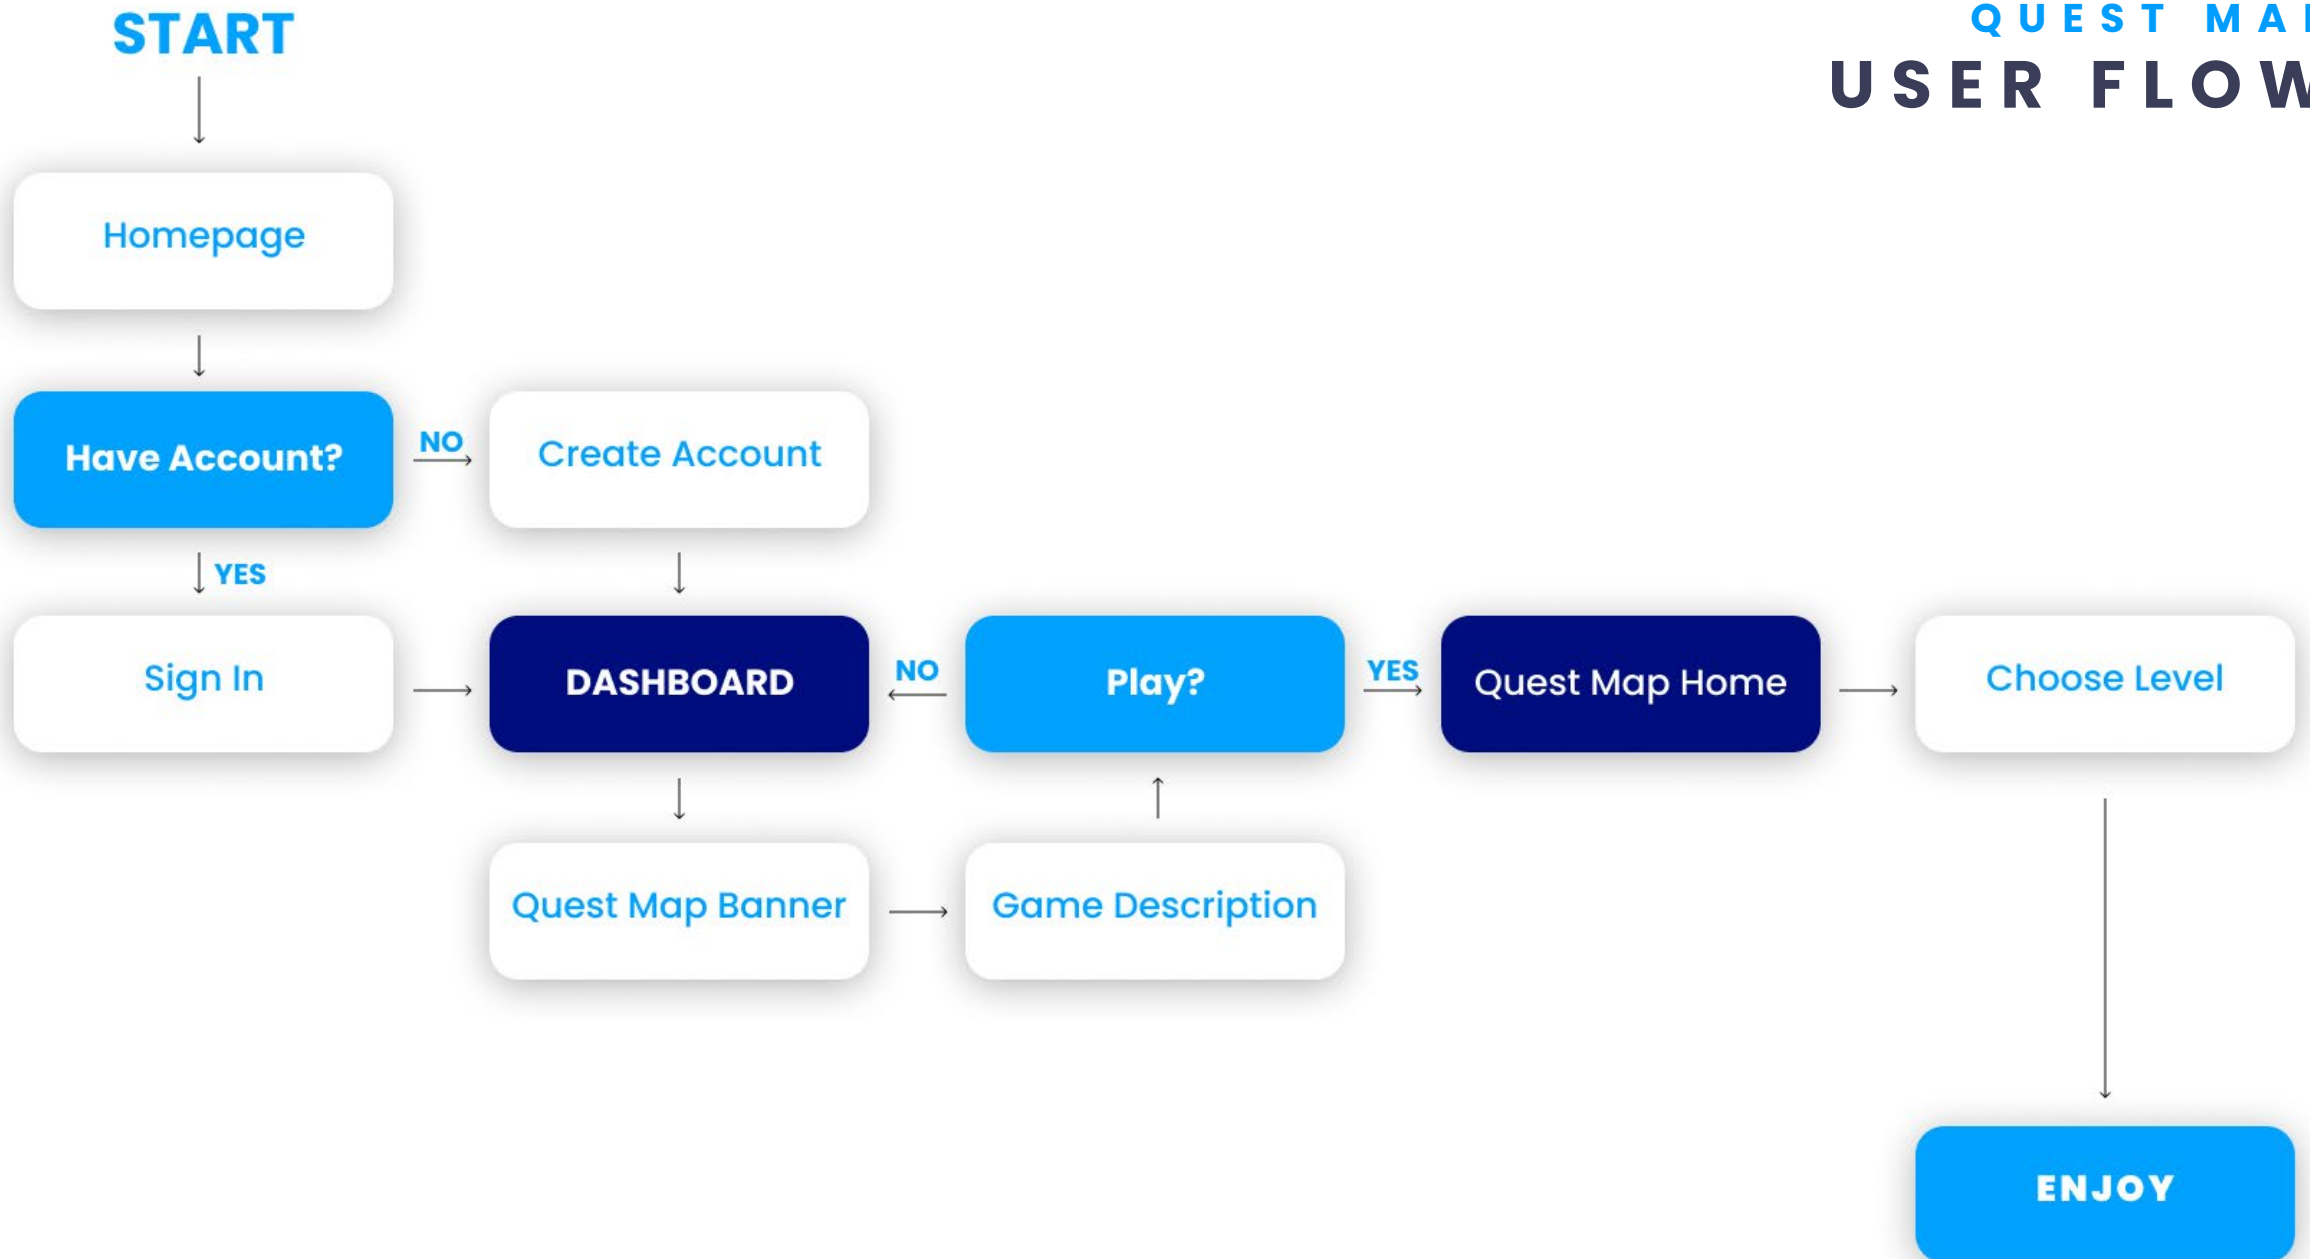 START
QUEST MAP
USER FLOW
Homepage
Have Account?
NO
Create Account
YES
Sign In
DASHBOARD
NO
Play?
YES
Quest Map Home
Choose Level
Quest Map Banner
Game Description
ENJOY